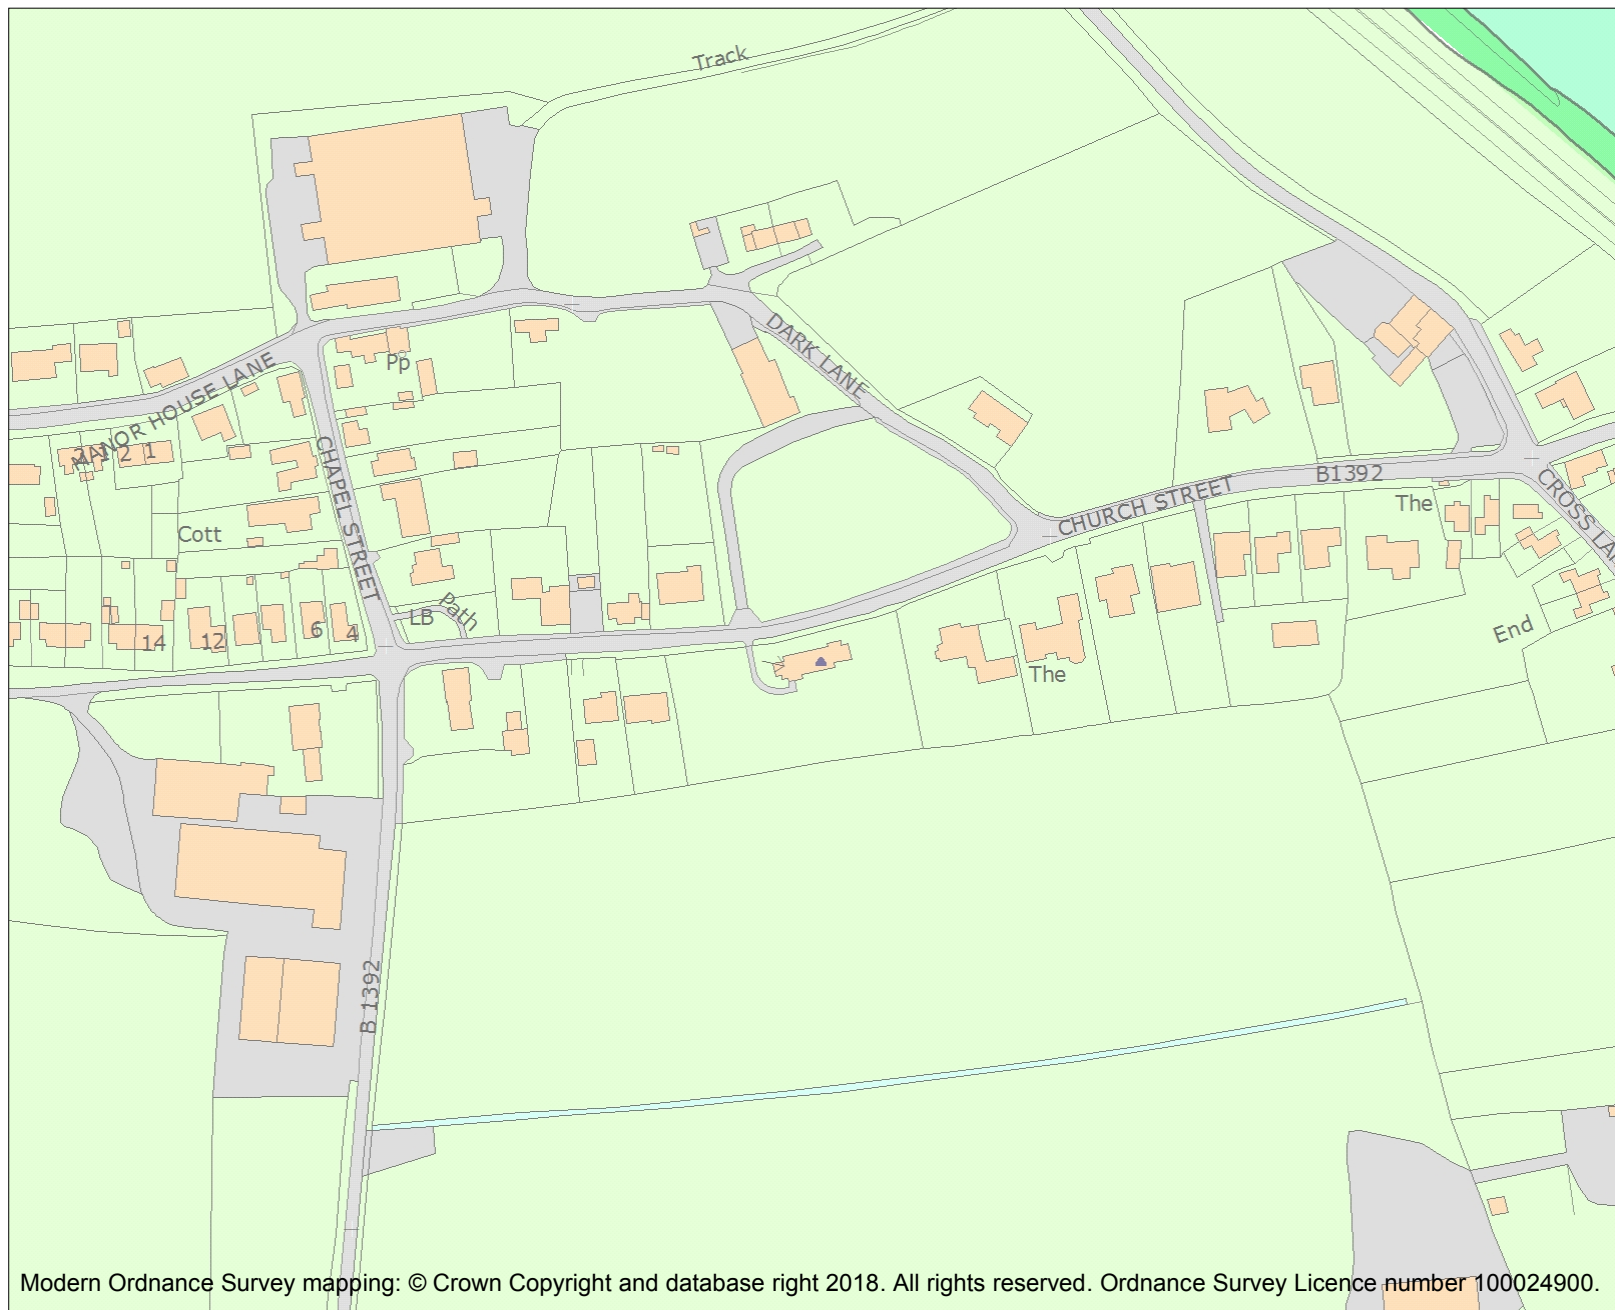 Track
DARK LANE
Pp
MANOR HOUSE LANE
2 1 2 1
CHAPEL STREET
B1392
CHURCH STREET
The
CROSS LA
Cott
Path
LB
14
12
6
4
End
The
B 1392
Modern Ordnance Survey mapping: © Crown Copyright and database right 2018. All rights reserved. Ordnance Survey Licence number 100024900.